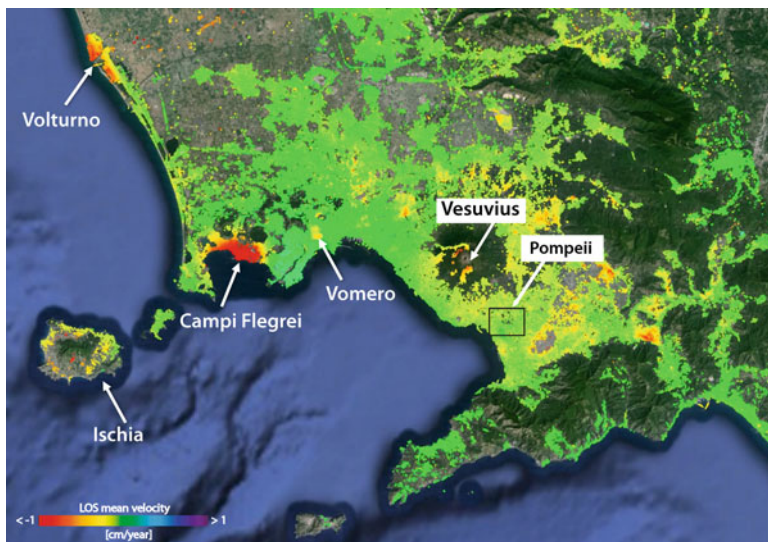 Volturno
Vesuvius
Pompeii
Vomero
Campi Flegrei
Ischia
LOS mean velocity
< -1 > 1
[cm/year]